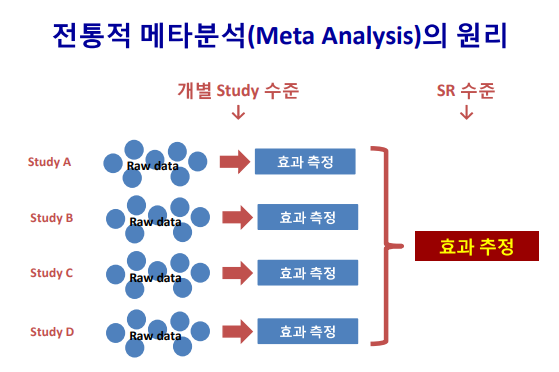 전통적 메타분석(Meta Analysis)의 원리
개별 Study 수준
SR 수준
Study A
Raw data
효과 측정
Study B
Raw data
효과 측정
효과 추정
Study C
Raw data
효과 측정
Study D
Raw data
효과 측정